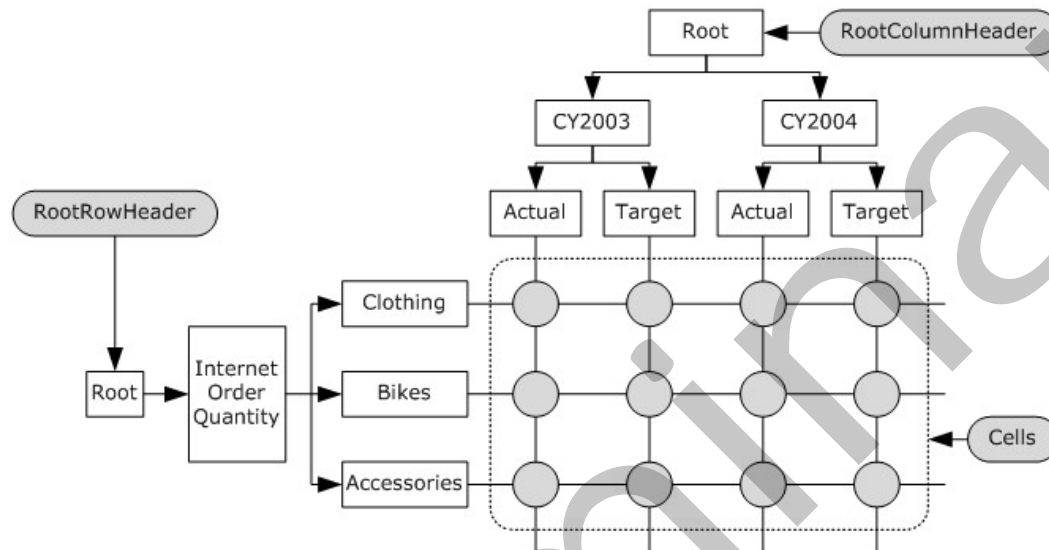 Root
RootColumnHeader
CY2003
CY2004
RootRowHeader
Actual
Target
Actual
Target
Clothing
Root
Internet
Order
Quantity
Bikes
Cells
Accessories